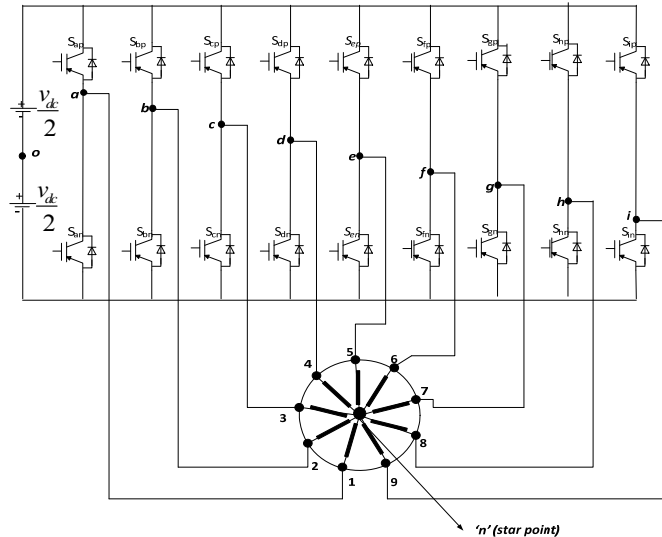 Sap Sbp Scp Sdp Sep Sfp Sgp Shp Sip
a b c d e f g h i
+ vdc
- 2
o
+ vdc
- 2
San Sbn Scn Sdn Sen Sfn Sgn Shn Sin
5
4 6
3 7
2 8
1 9
‘n’ (star point)